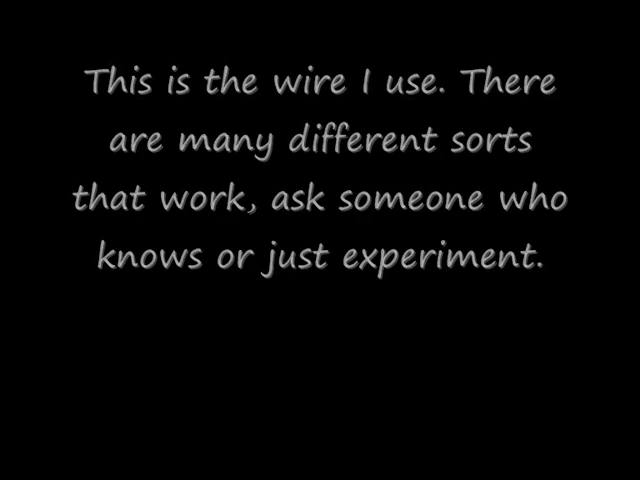 This is the wire I use. There
are many different sorts
that work, ask someone who
knows or just experiment.